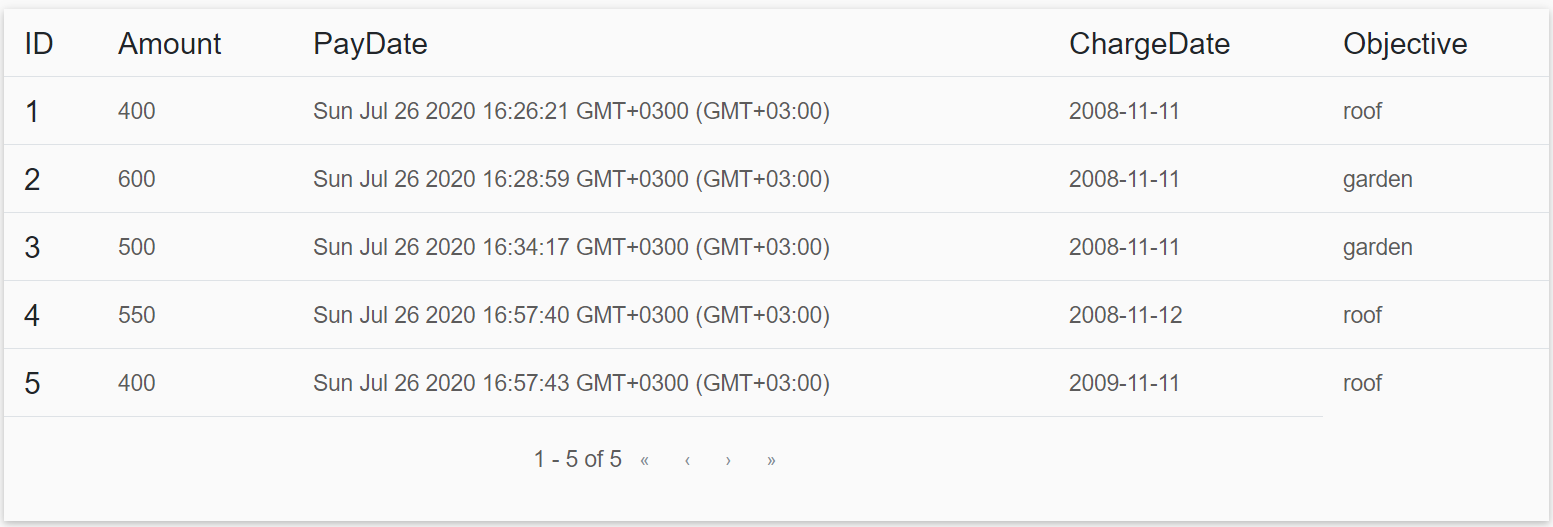 ID Amount PayDate ChargeDate Objective
1 400 Sun Jul 26 2020 16:26:21 GMT+0300 (GMT+03:00) 2008-11-11 roof
2 600 Sun Jul 26 2020 16:28:59 GMT+0300 (GMT+03:00) 2008-11-11 garden
3 500 Sun Jul 26 2020 16:34:17 GMT+0300 (GMT+03:00) 2008-11-11 garden
4 550 Sun Jul 26 2020 16:57:40 GMT+0300 (GMT+03:00) 2008-11-12 roof
5 400 Sun Jul 26 2020 16:57:43 GMT+0300 (GMT+03:00) 2009-11-11 roof
1 - 5 of 5 « ‹ › »